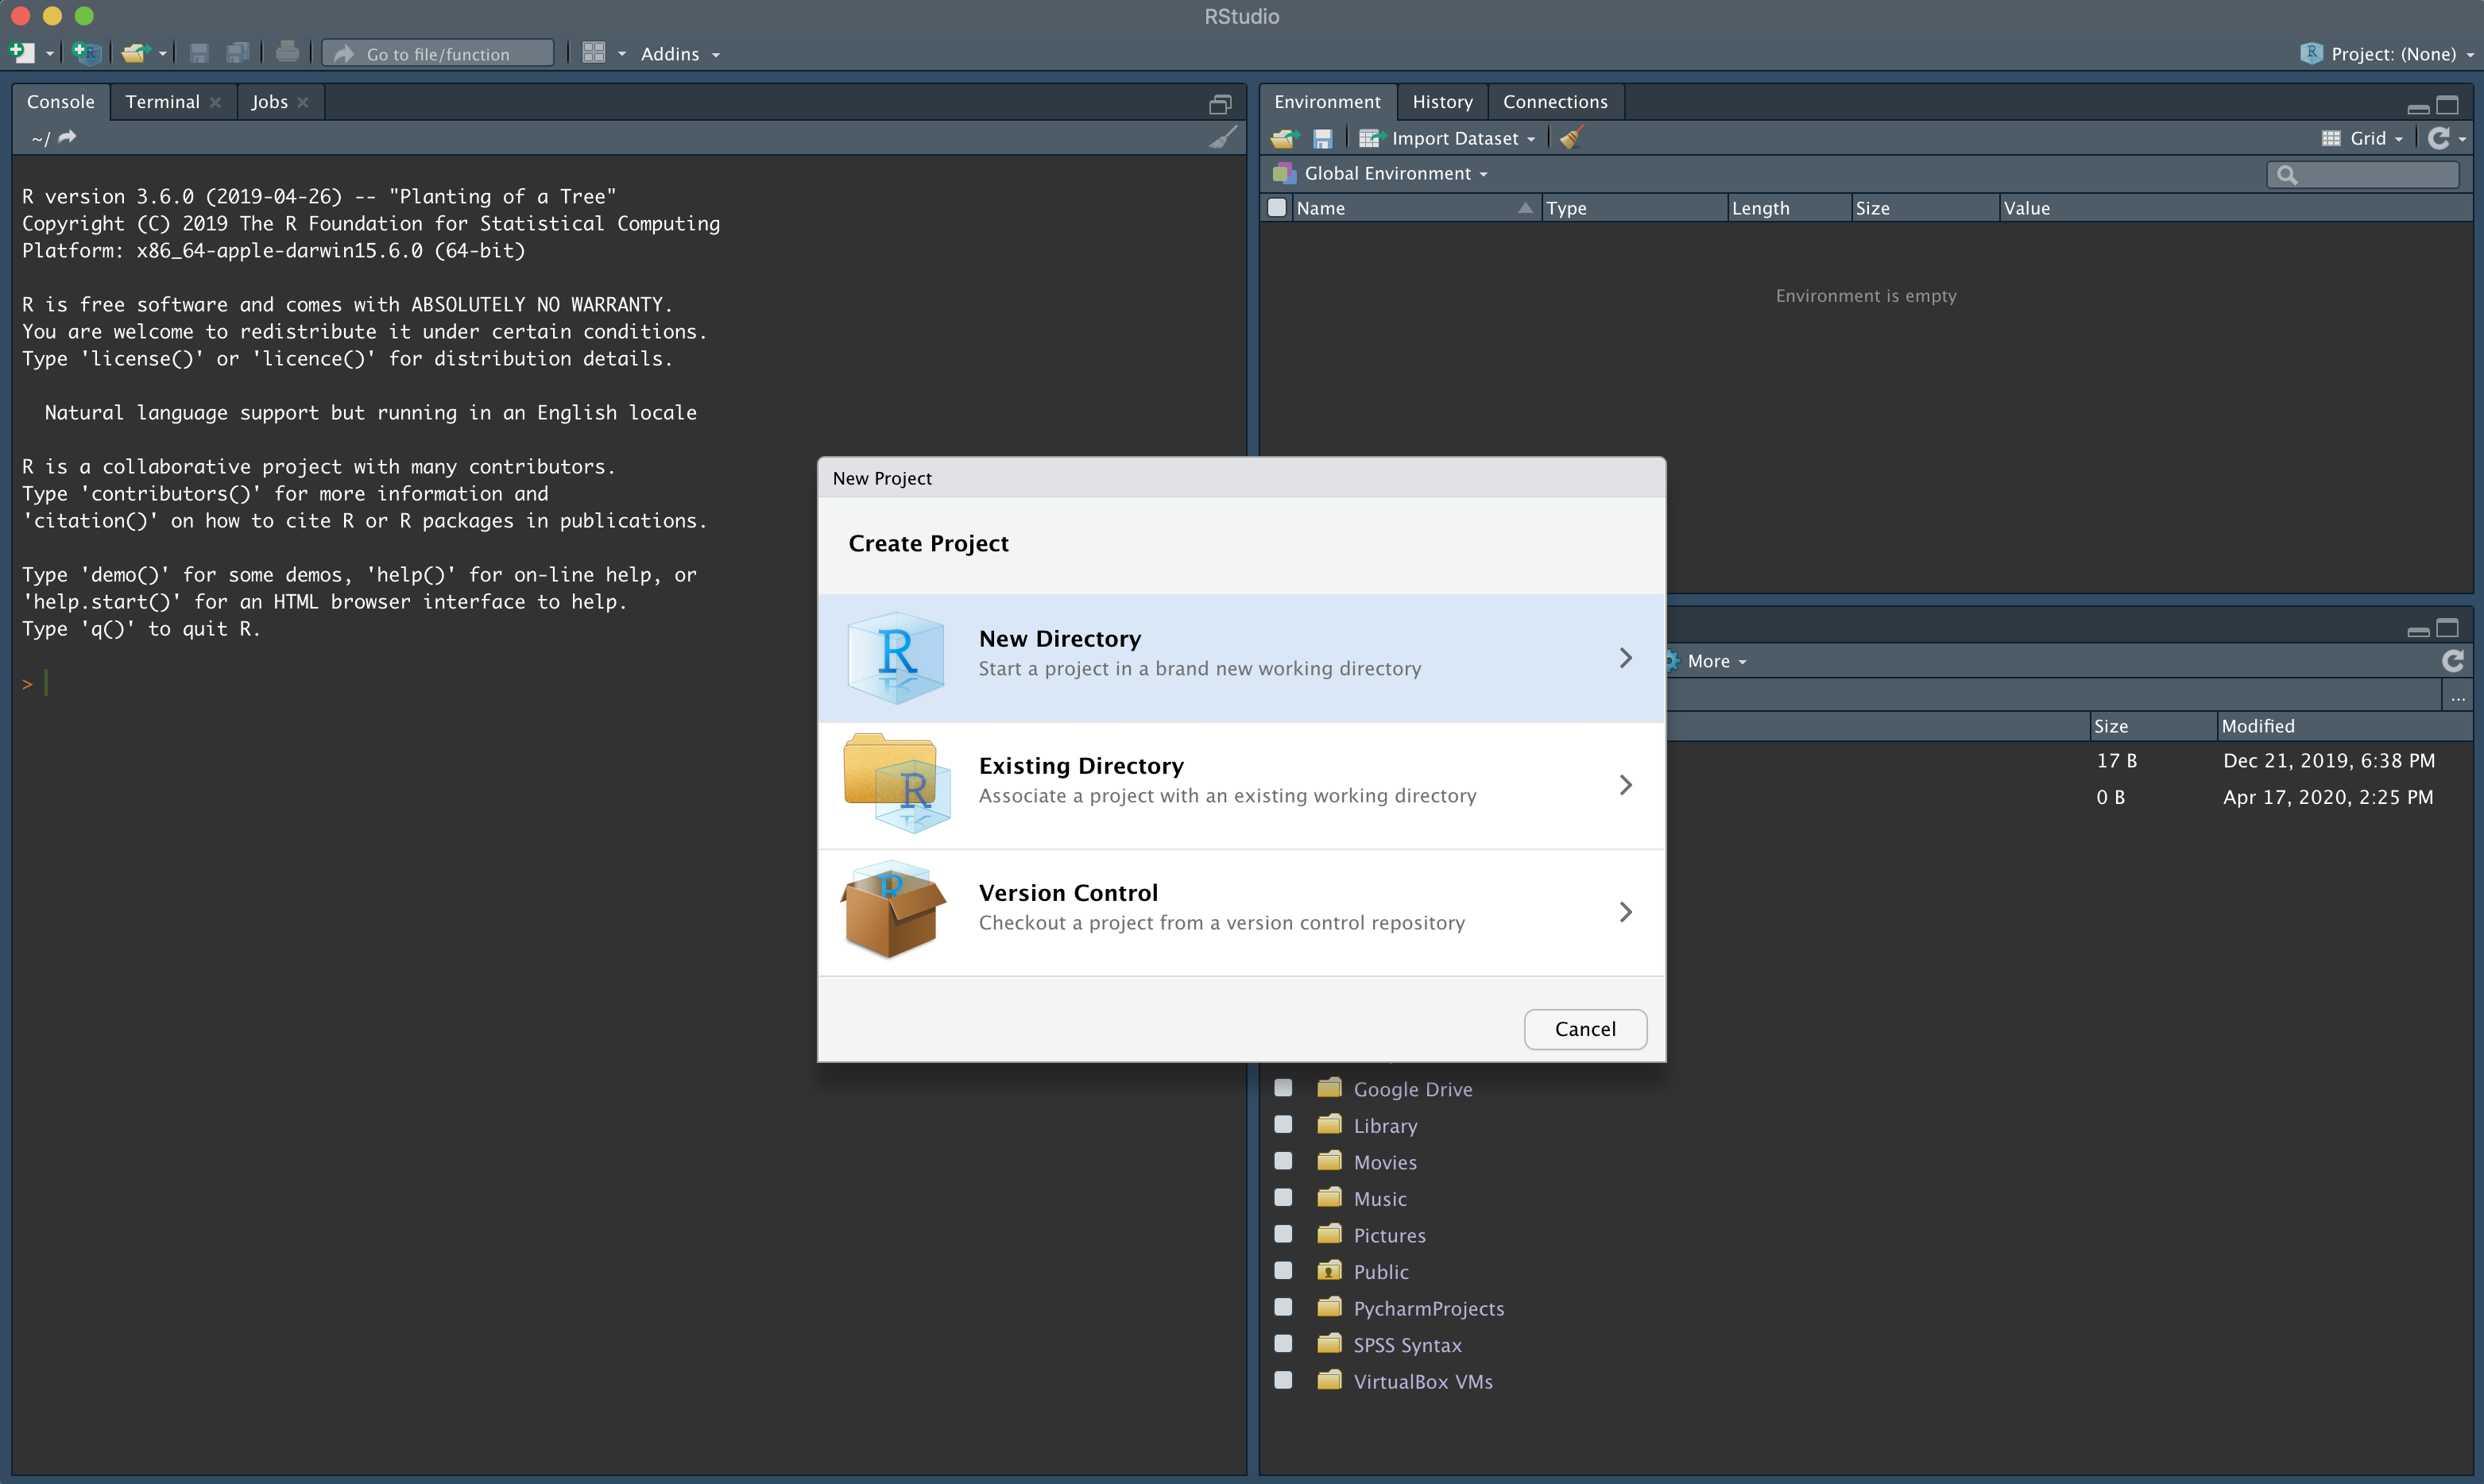 RStudio
Go to file/function
Addins
Project: (None)
Console
Terminal
Jobs
~/
R version 3.6.0 (2019-04-26) -- "Planting of a Tree"
Copyright (C) 2019 The R Foundation for Statistical Computing
Platform: x86_64-apple-darwin15.6.0 (64-bit)
R is free software and comes with ABSOLUTELY NO WARRANTY.
You are welcome to redistribute it under certain conditions.
Type 'license()' or 'licence()' for distribution details.
Natural language support but running in an English locale
R is a collaborative project with many contributors.
Type 'contributors()' for more information and
'citation()' on how to cite R or R packages in publications.
Type 'demo()' for some demos, 'help()' for on-line help, or
'help.start()' for an HTML browser interface to help.
Type 'q()' to quit R.
>
Environment
History
Connections
Import Dataset
Grid
Global Environment
Name
Type
Length
Size
Value
Environment is empty
New Project
Create Project
R
New Directory
Start a project in a brand new working directory
R
Existing Directory
Associate a project with an existing working directory
R
Version Control
Checkout a project from a version control repository
Cancel
More
...
Size
Modified
17 B
Dec 21, 2019, 6:38 PM
0 B
Apr 17, 2020, 2:25 PM
Google Drive
Library
Movies
Music
Pictures
Public
PycharmProjects
SPSS Syntax
VirtualBox VMs